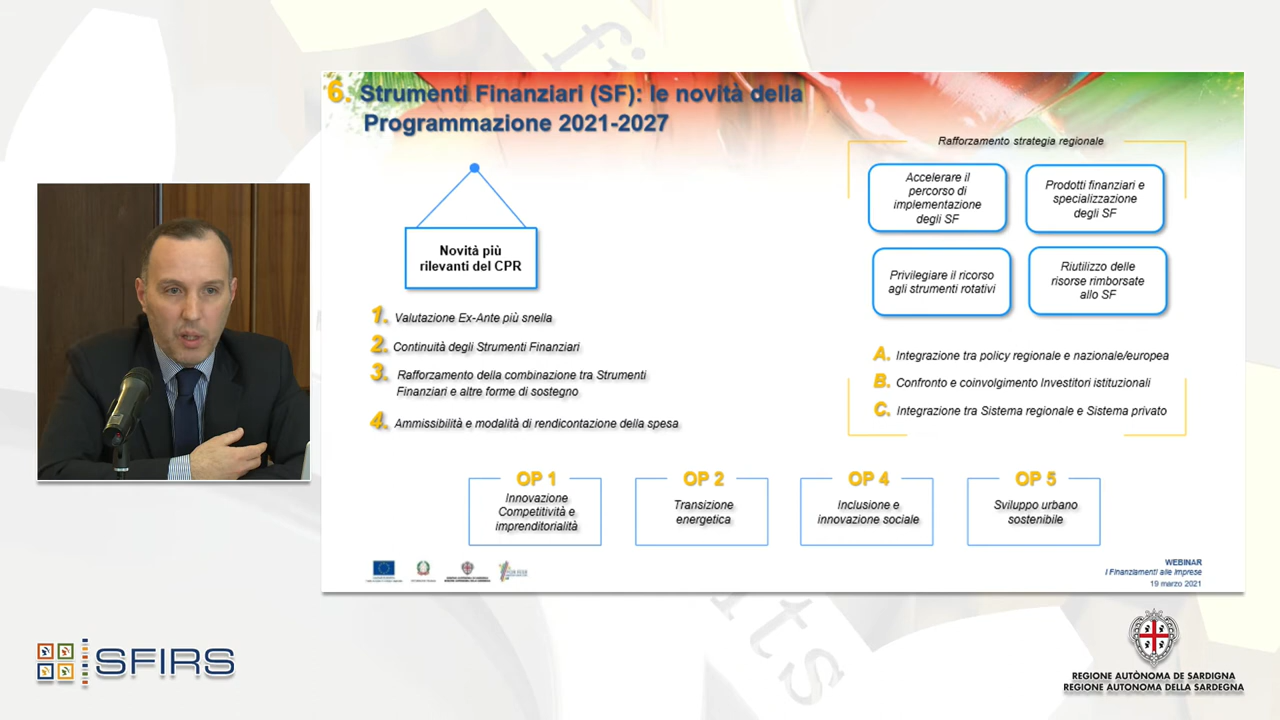 6. Strumenti Finanziari (SF): le novità della
Programmazione 2021-2027
Novità più
rilevanti del CPR
1. Valutazione Ex-Ante più snella
2. Continuità degli Strumenti Finanziari
3. Rafforzamento della combinazione tra Strumenti
Finanziari e altre forme di sostegno
4. Ammissibilità e modalità di rendicontazione della spesa
Rafforzamento strategia regionale
Accelerare il
percorso di
implementazione
degli SF
Prodotti finanziari e
specializzazione
degli SF
Privilegiare il ricorso
agli strumenti rotativi
Riutilizzo delle
risorse rimborsate
allo SF
A. Integrazione tra policy regionale e nazionale/europea
B. Confronto e coinvolgimento Investitori istituzionali
C. Integrazione tra Sistema regionale e Sistema privato
OP 1
Innovazione
Competitività e
imprenditorialità
OP 2
Transizione
energetica
OP 4
Inclusione e
innovazione sociale
OP 5
Sviluppo urbano
sostenibile
WEBINAR
I Finanziamenti alle Imprese
19 marzo 2021
SFIRS
REGIONE AUTÒNOMA DE SARDIGNA
REGIONE AUTONOMA DELLA SARDEGNA